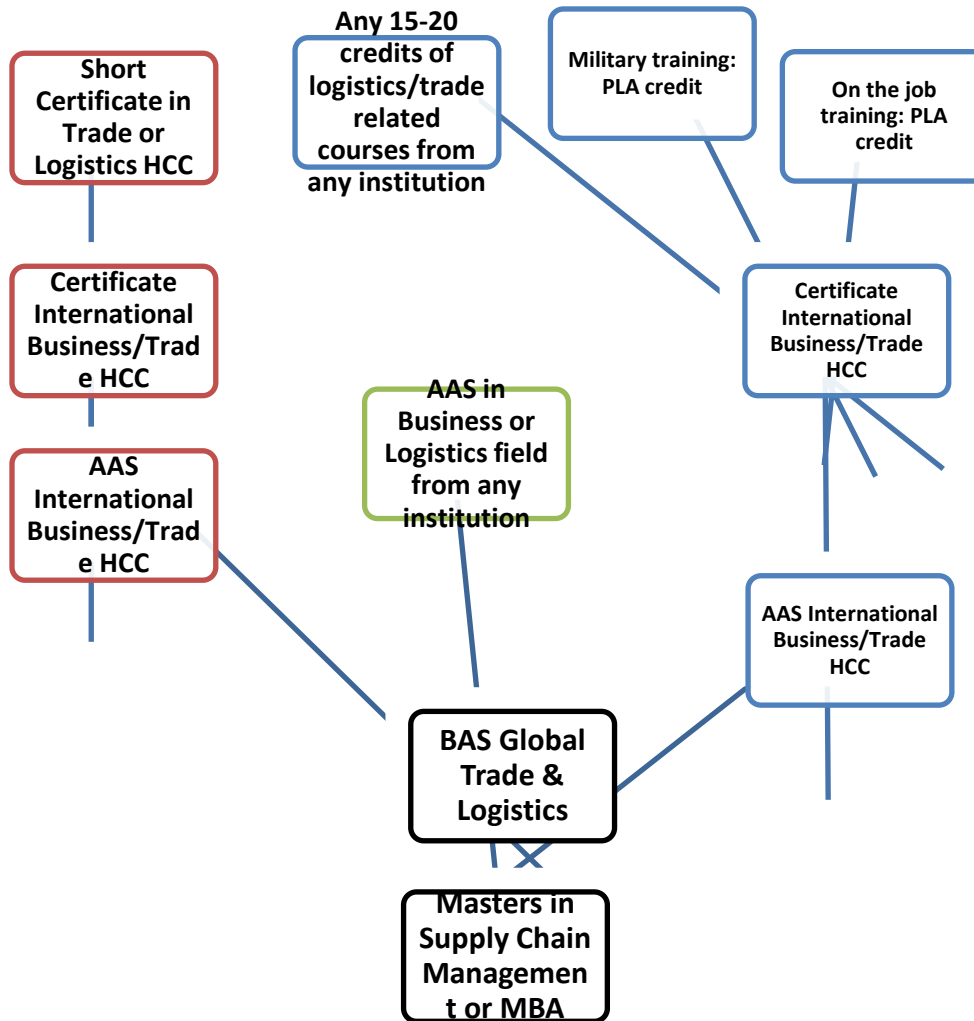 Short
Certificate in
Trade or
Logistics HCC
Any 15-20
credits of
logistics/trade
related
courses from
any institution
Military training:
PLA credit
On the job
training: PLA
credit
Certificate
International
Business/Trad
e HCC
Certificate
International
Business/Trade
HCC
AAS in
Business or
Logistics field
from any
institution
AAS
International
Business/Trad
e HCC
AAS International
Business/Trade
HCC
BAS Global
Trade &
Logistics
Masters in
Supply Chain
Managemen
t or MBA